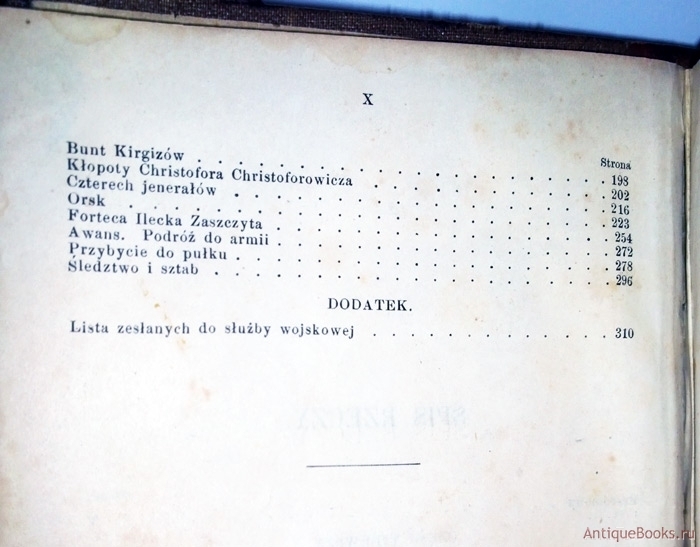 X
Strona
Bunt Kirgizów . . . . . . . . . . . . . . . 198
Kłopoty Christofora Christoforowicza . . . . . . . . . 202
Czterech jenerałów . . . . . . . . . . . . . . 216
Orsk . . . . . . . . . . . . . . . . . . 223
Forteca Ilecka Zaszczyta . . . . . . . . . . . . 254
Awans. Podróż do armii . . . . . . . . . . . . 272
Przybycie do pułku . . . . . . . . . . . . . . 278
Śledztwo i sztab . . . . . . . . . . . . . . . 296
DODATEK.
Lista zesłanych do służby wojskowej . . . . . . . . . 310
SPIS RZECZY
AntiqueBooks.ru